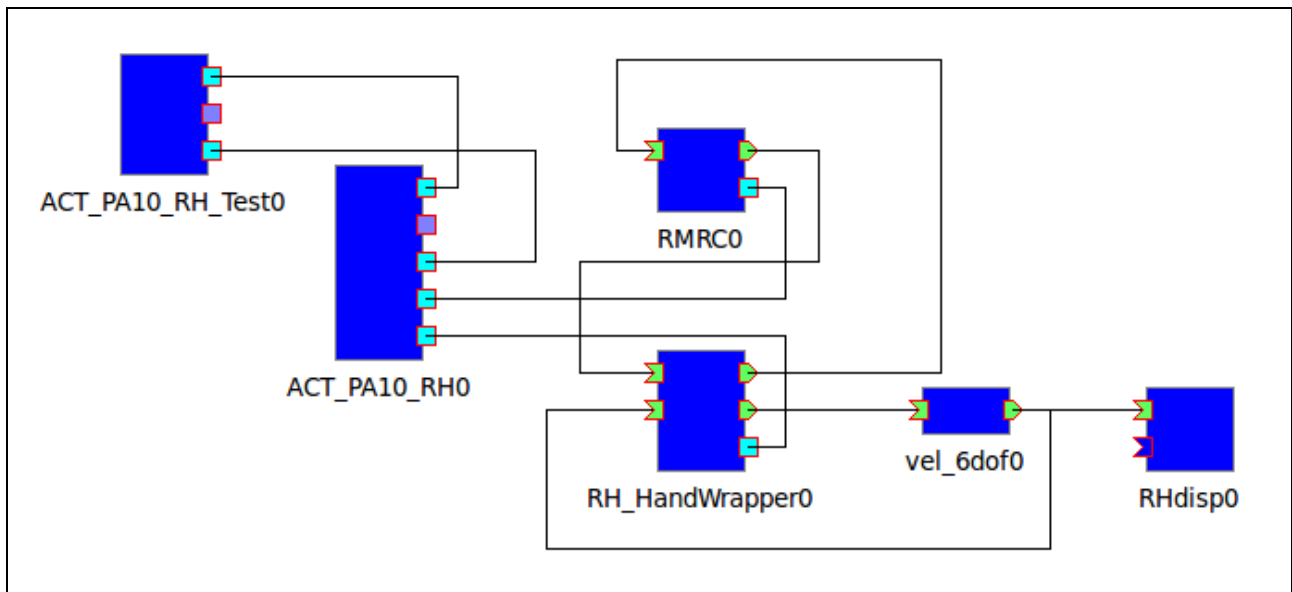 ACT_PA10_RH_Test0
RMRC0
ACT_PA10_RH0
vel_6dof0
RH_HandWrapper0
RHdisp0